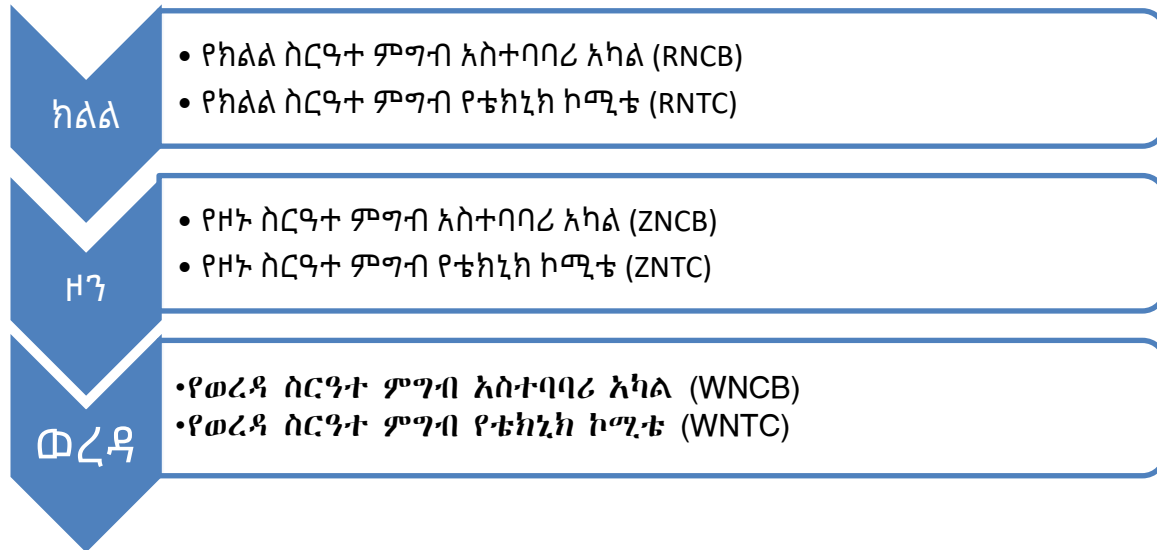 ክልል
• የክልል ስርዓተ ምግብ አስተባባሪ አካል (RNCB)
• የክልል ስርዓተ ምግብ የቴክኒክ ኮሚቴ (RNTC)
ዞን
• የዞኑ ስርዓተ ምግብ አስተባባሪ አካል (ZNCB)
• የዞኑ ስርዓተ ምግብ የቴክኒክ ኮሚቴ (ZNTC)
ወረዳ
•የወረዳ ስርዓተ ምግብ አስተባባሪ አካል (WNCB)
•የወረዳ ስርዓተ ምግብ የቴክኒክ ኮሚቴ (WNTC)